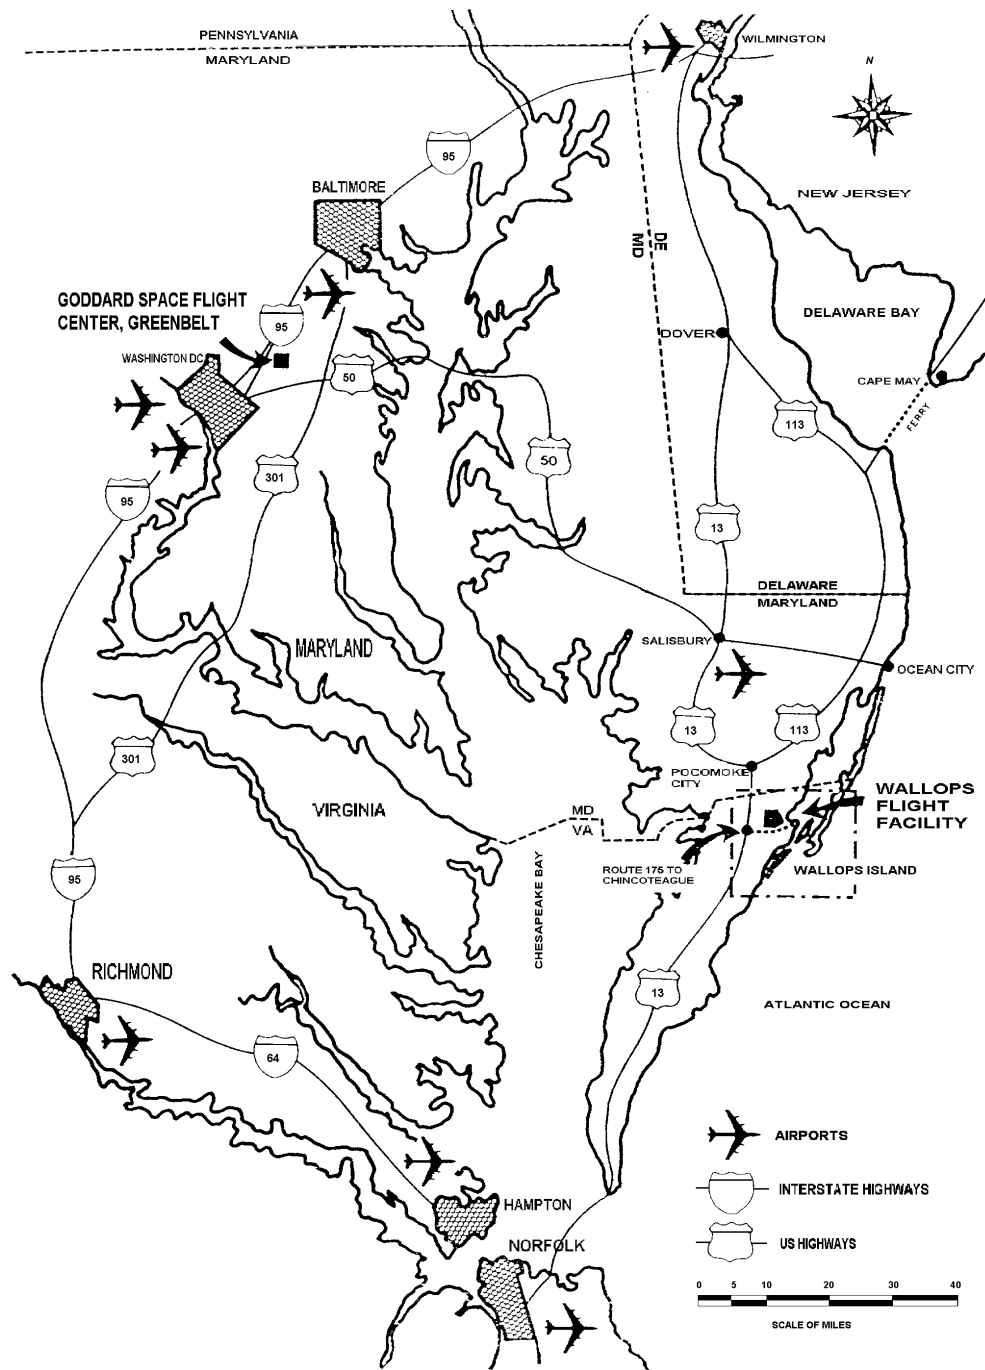 PENNSYLVANIA
MARYLAND
WILMINGTON
N
95
BALTIMORE
NEW JERSEY
DE
MD
GODDARD SPACE FLIGHT
CENTER, GREENBELT
95
DELAWARE BAY
DOVER
WASHINGTON DC
50
CAPE MAY
FERRY
113
50
301
95
13
DELAWARE
MARYLAND
SALISBURY
MARYLAND
OCEAN CITY
13
113
301
POCOMOKE
CITY
WALLOPS
FLIGHT
FACILITY
VIRGINIA
MD
VA
ROUTE 175 TO
CHINCOTEAGUE
WALLOPS ISLAND
95
CHESAPEAKE BAY
RICHMOND
13
ATLANTIC OCEAN
64
AIRPORTS
INTERSTATE HIGHWAYS
HAMPTON
US HIGHWAYS
NORFOLK
0 5 10 20 30 40
SCALE OF MILES